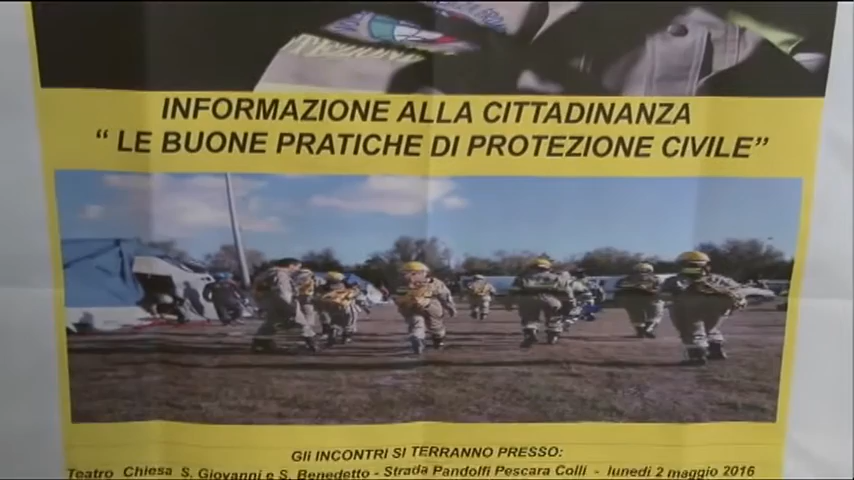 INFORMAZIONE ALLA CITTADINANZA
“ LE BUONE PRATICHE DI PROTEZIONE CIVILE”
GLI INCONTRI SI TERRANNO PRESSO:
Teatro Chiesa S. Giovanni e S. Benedetto - Strada Pandolfi Pescara Colli - lunedì 2 maggio 2016